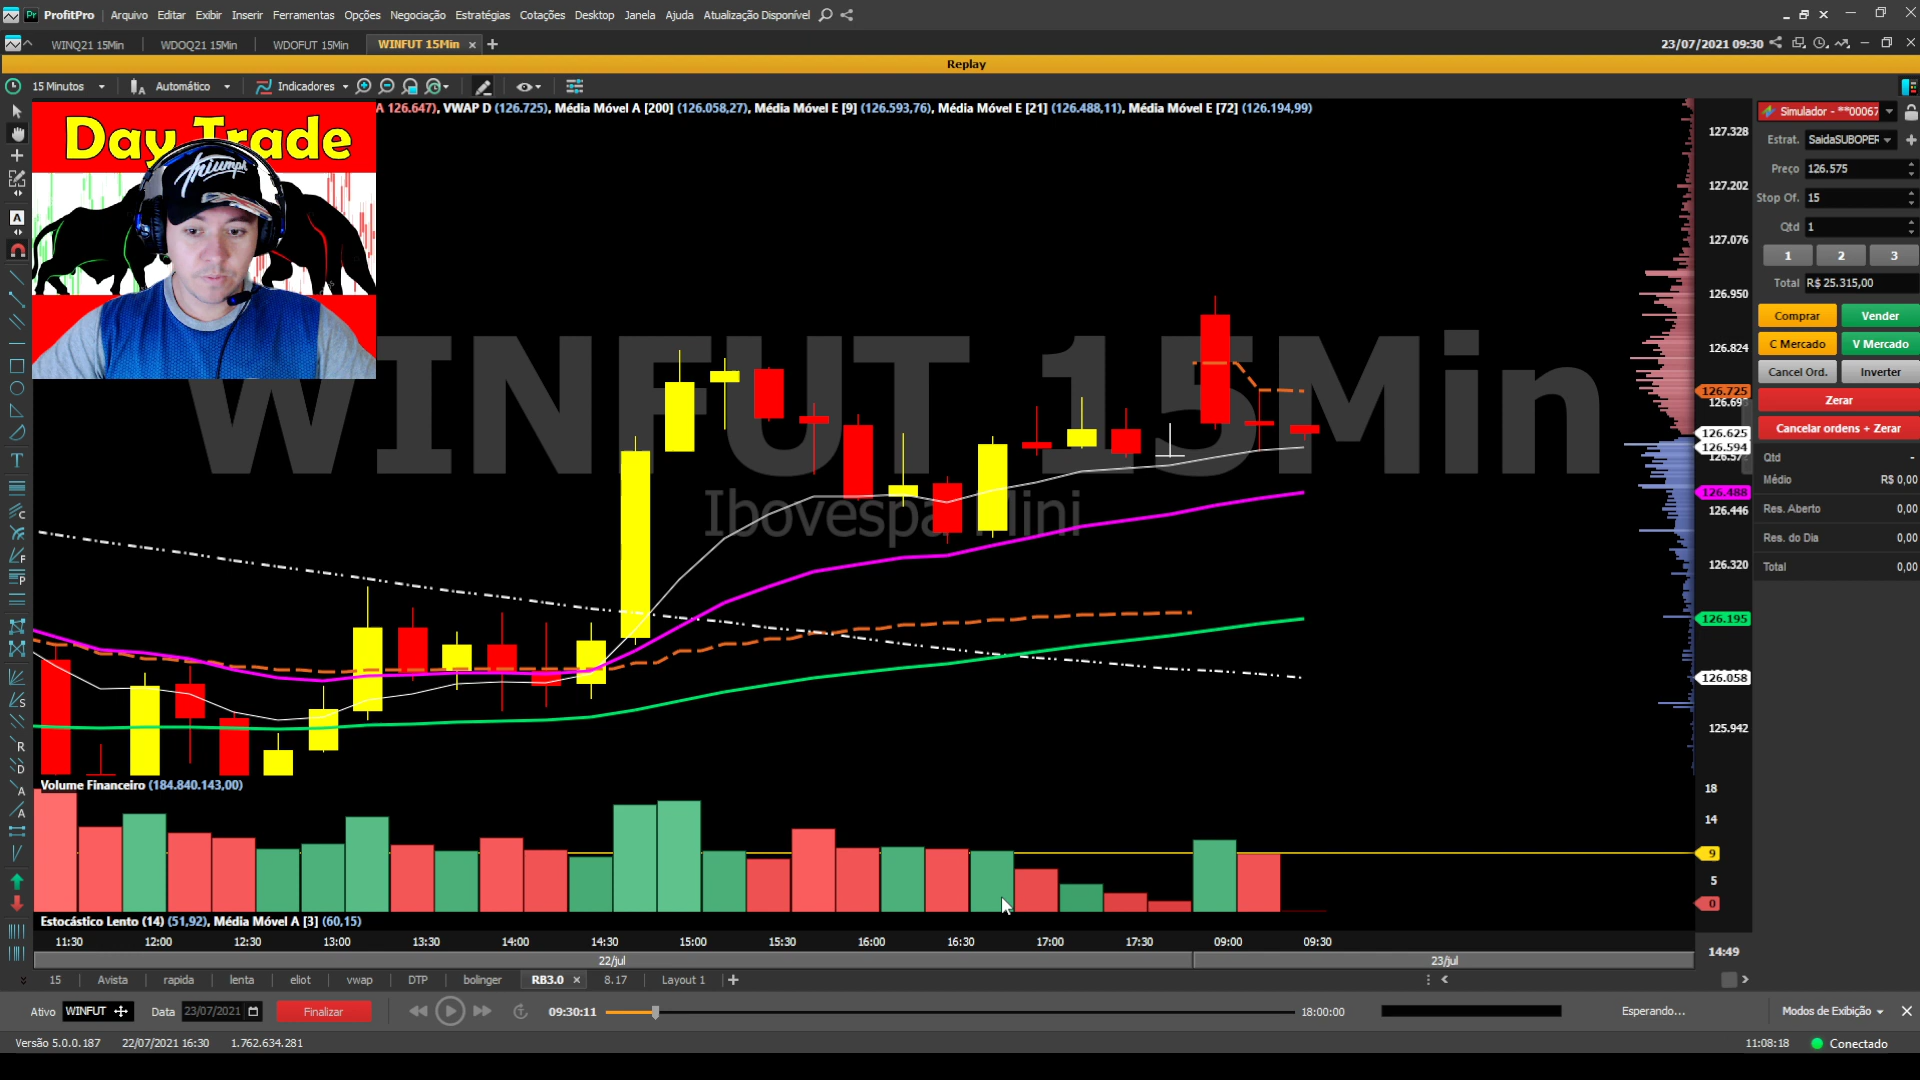 ProfitPro Arquivo Editar Exibir Inserir Ferramentas Opções Negociação Estratégias Cotações Desktop Janela Ajuda Atualização Disponível
WINQ21 15Min WDOQ21 15Min WDOFUT 15Min WINFUT 15Min 23/07/2021 09:30
Replay
15 Minutos Automático Indicadores
A 126.647), VWAP D (126.725), Média Móvel A [200] (126.058,27), Média Móvel E [9] (126.593,76), Média Móvel E [21] (126.488,11), Média Móvel E [72] (126.194,99)
Day Trade
Triumph
WINFUT 15Min
Ibovespa Mini
127.328
127.202
127.076
126.950
126.824
126.725
126.625
126.594
126.488
126.446
126.320
126.195
126.058
125.942
Simulador - **00067
Estrat. SaidaSUBOPER
Preço 126.575
Stop Of. 15
Qtd 1
1 2 3
Total R$ 25.315,00
Comprar Vender
C Mercado V Mercado
Cancel Ord. Inverter
Zerar
Cancelar ordens + Zerar
Qtd -
Médio R$ 0,00
Res. Aberto 0,00
Res. do Dia 0,00
Total 0,00
Volume Financeiro (184.840.143,00)
18
14
9
5
0
Estocástico Lento (14) (51,92), Média Móvel A [3] (60,15)
11:30 12:00 12:30 13:00 13:30 14:00 14:30 15:00 15:30 16:00 16:30 17:00 17:30 09:00 09:30
14:49
22/jul 23/jul
15 Avista rapida lenta eliot vwap DTP bolinger RB3.0 8.17 Layout 1
Ativo WINFUT Data 23/07/2021 Finalizar 09:30:11 18:00:00 Esperando... Modos de Exibição
Versão 5.0.0.187 22/07/2021 16:30 1.762.634.281 11:08:18 Conectado